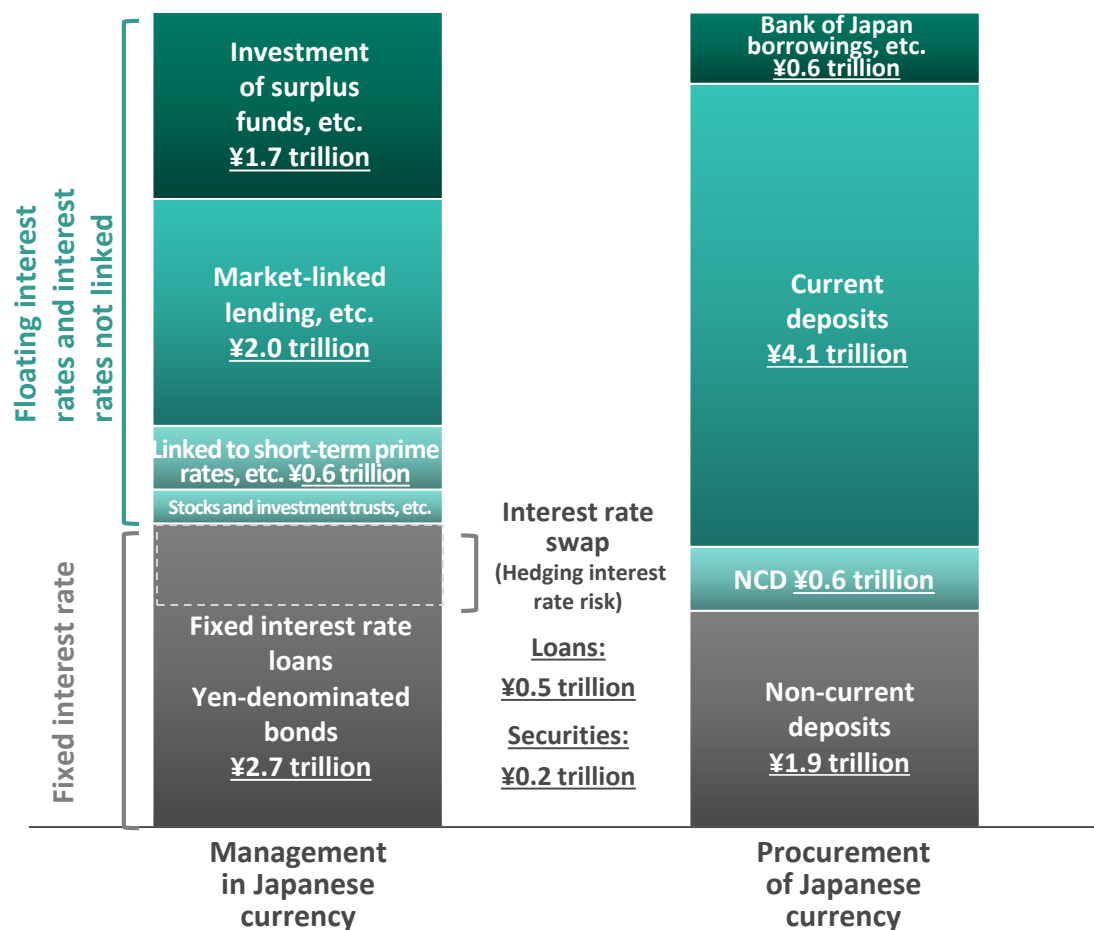 Floating interest
rates and interest
rates not linked
Fixed interest rate
Investment
of surplus
funds, etc.
¥1.7 trillion
Market-linked
lending, etc.
¥2.0 trillion
Linked to short-term prime
rates, etc. ¥0.6 trillion
Stocks and investment trusts, etc.
Fixed interest rate
loans
Yen-denominated
bonds
¥2.7 trillion
Management
in Japanese
currency
Interest rate
swap
(Hedging interest
rate risk)
Loans:
¥0.5 trillion
Securities:
¥0.2 trillion
Bank of Japan
borrowings, etc.
¥0.6 trillion
Current
deposits
¥4.1 trillion
NCD ¥0.6 trillion
Non-current
deposits
¥1.9 trillion
Procurement
of Japanese
currency